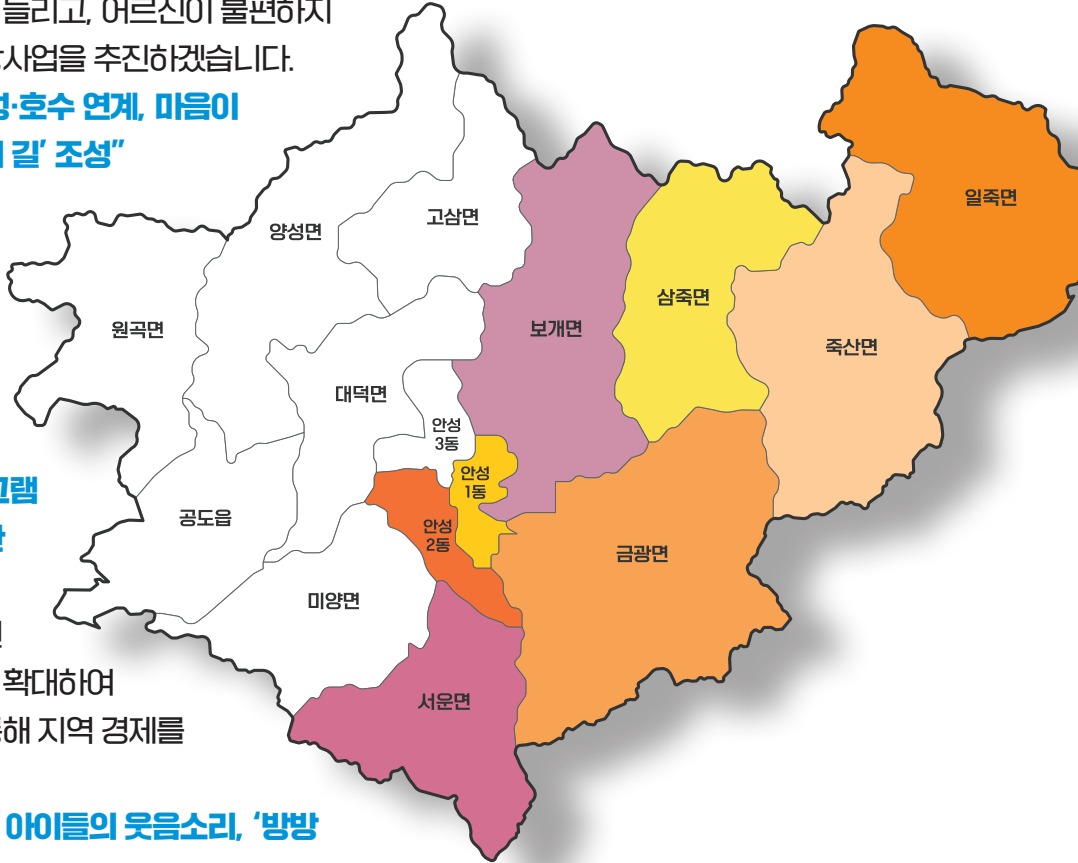 들리고, 어르신이 불편하지
사업을 추진하겠습니다.
호수 연계, 마음이
길’ 조성”
고삼면
양성면
일죽면
원곡면
보개면
삼죽면
죽산면
대덕면
안성
3동
안성
1동
안성
2동
공도읍
금광면
미양면
서운면
확대하여
지역 경제를
아이들의 웃음소리, ‘방방